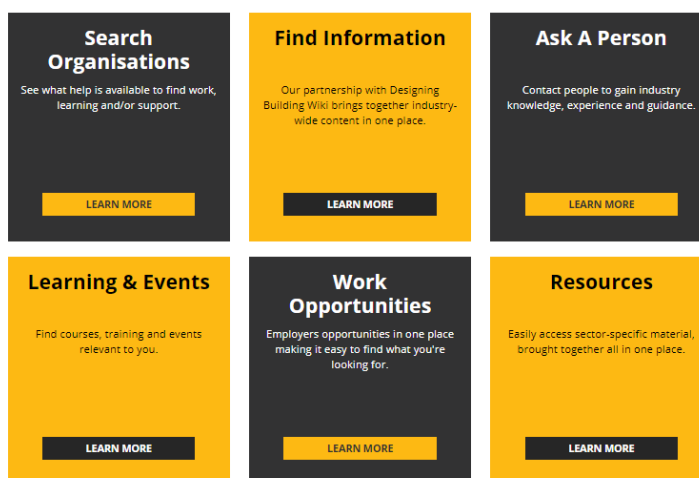 Search
Organisations
See what help is available to find work,
learning and/or support.
LEARN MORE
Find Information
Our partnership with Designing
Building Wiki brings together industry-
wide content in one place.
LEARN MORE
Ask A Person
Contact people to gain industry
knowledge, experience and guidance.
LEARN MORE
Learning & Events
Find courses, training and events
relevant to you.
LEARN MORE
Work
Opportunities
Employers opportunities in one place
making it easy to find what you're
looking for.
LEARN MORE
Resources
Easily access sector-specific material,
brought together all in one place.
LEARN MORE